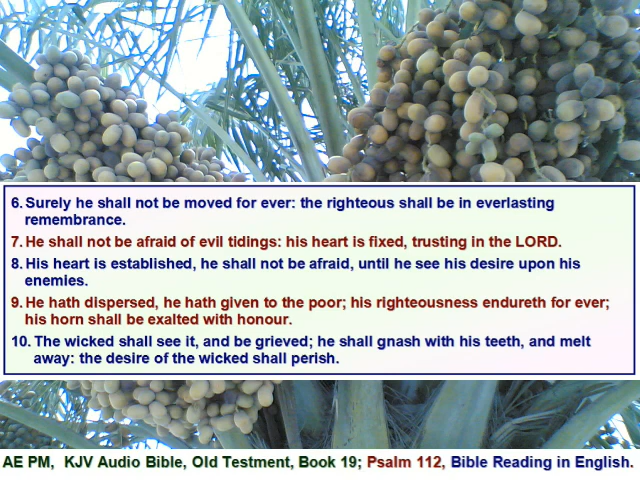 6. Surely he shall not be moved for ever: the righteous shall be in everlasting
remembrance.
7. He shall not be afraid of evil tidings: his heart is fixed, trusting in the LORD.
8. His heart is established, he shall not be afraid, until he see his desire upon his
enemies.
9. He hath dispersed, he hath given to the poor; his righteousness endureth for ever;
his horn shall be exalted with honour.
10. The wicked shall see it, and be grieved; he shall gnash with his teeth, and melt
away: the desire of the wicked shall perish.
AE PM, KJV Audio Bible, Old Testment, Book 19; Psalm 112, Bible Reading in English.